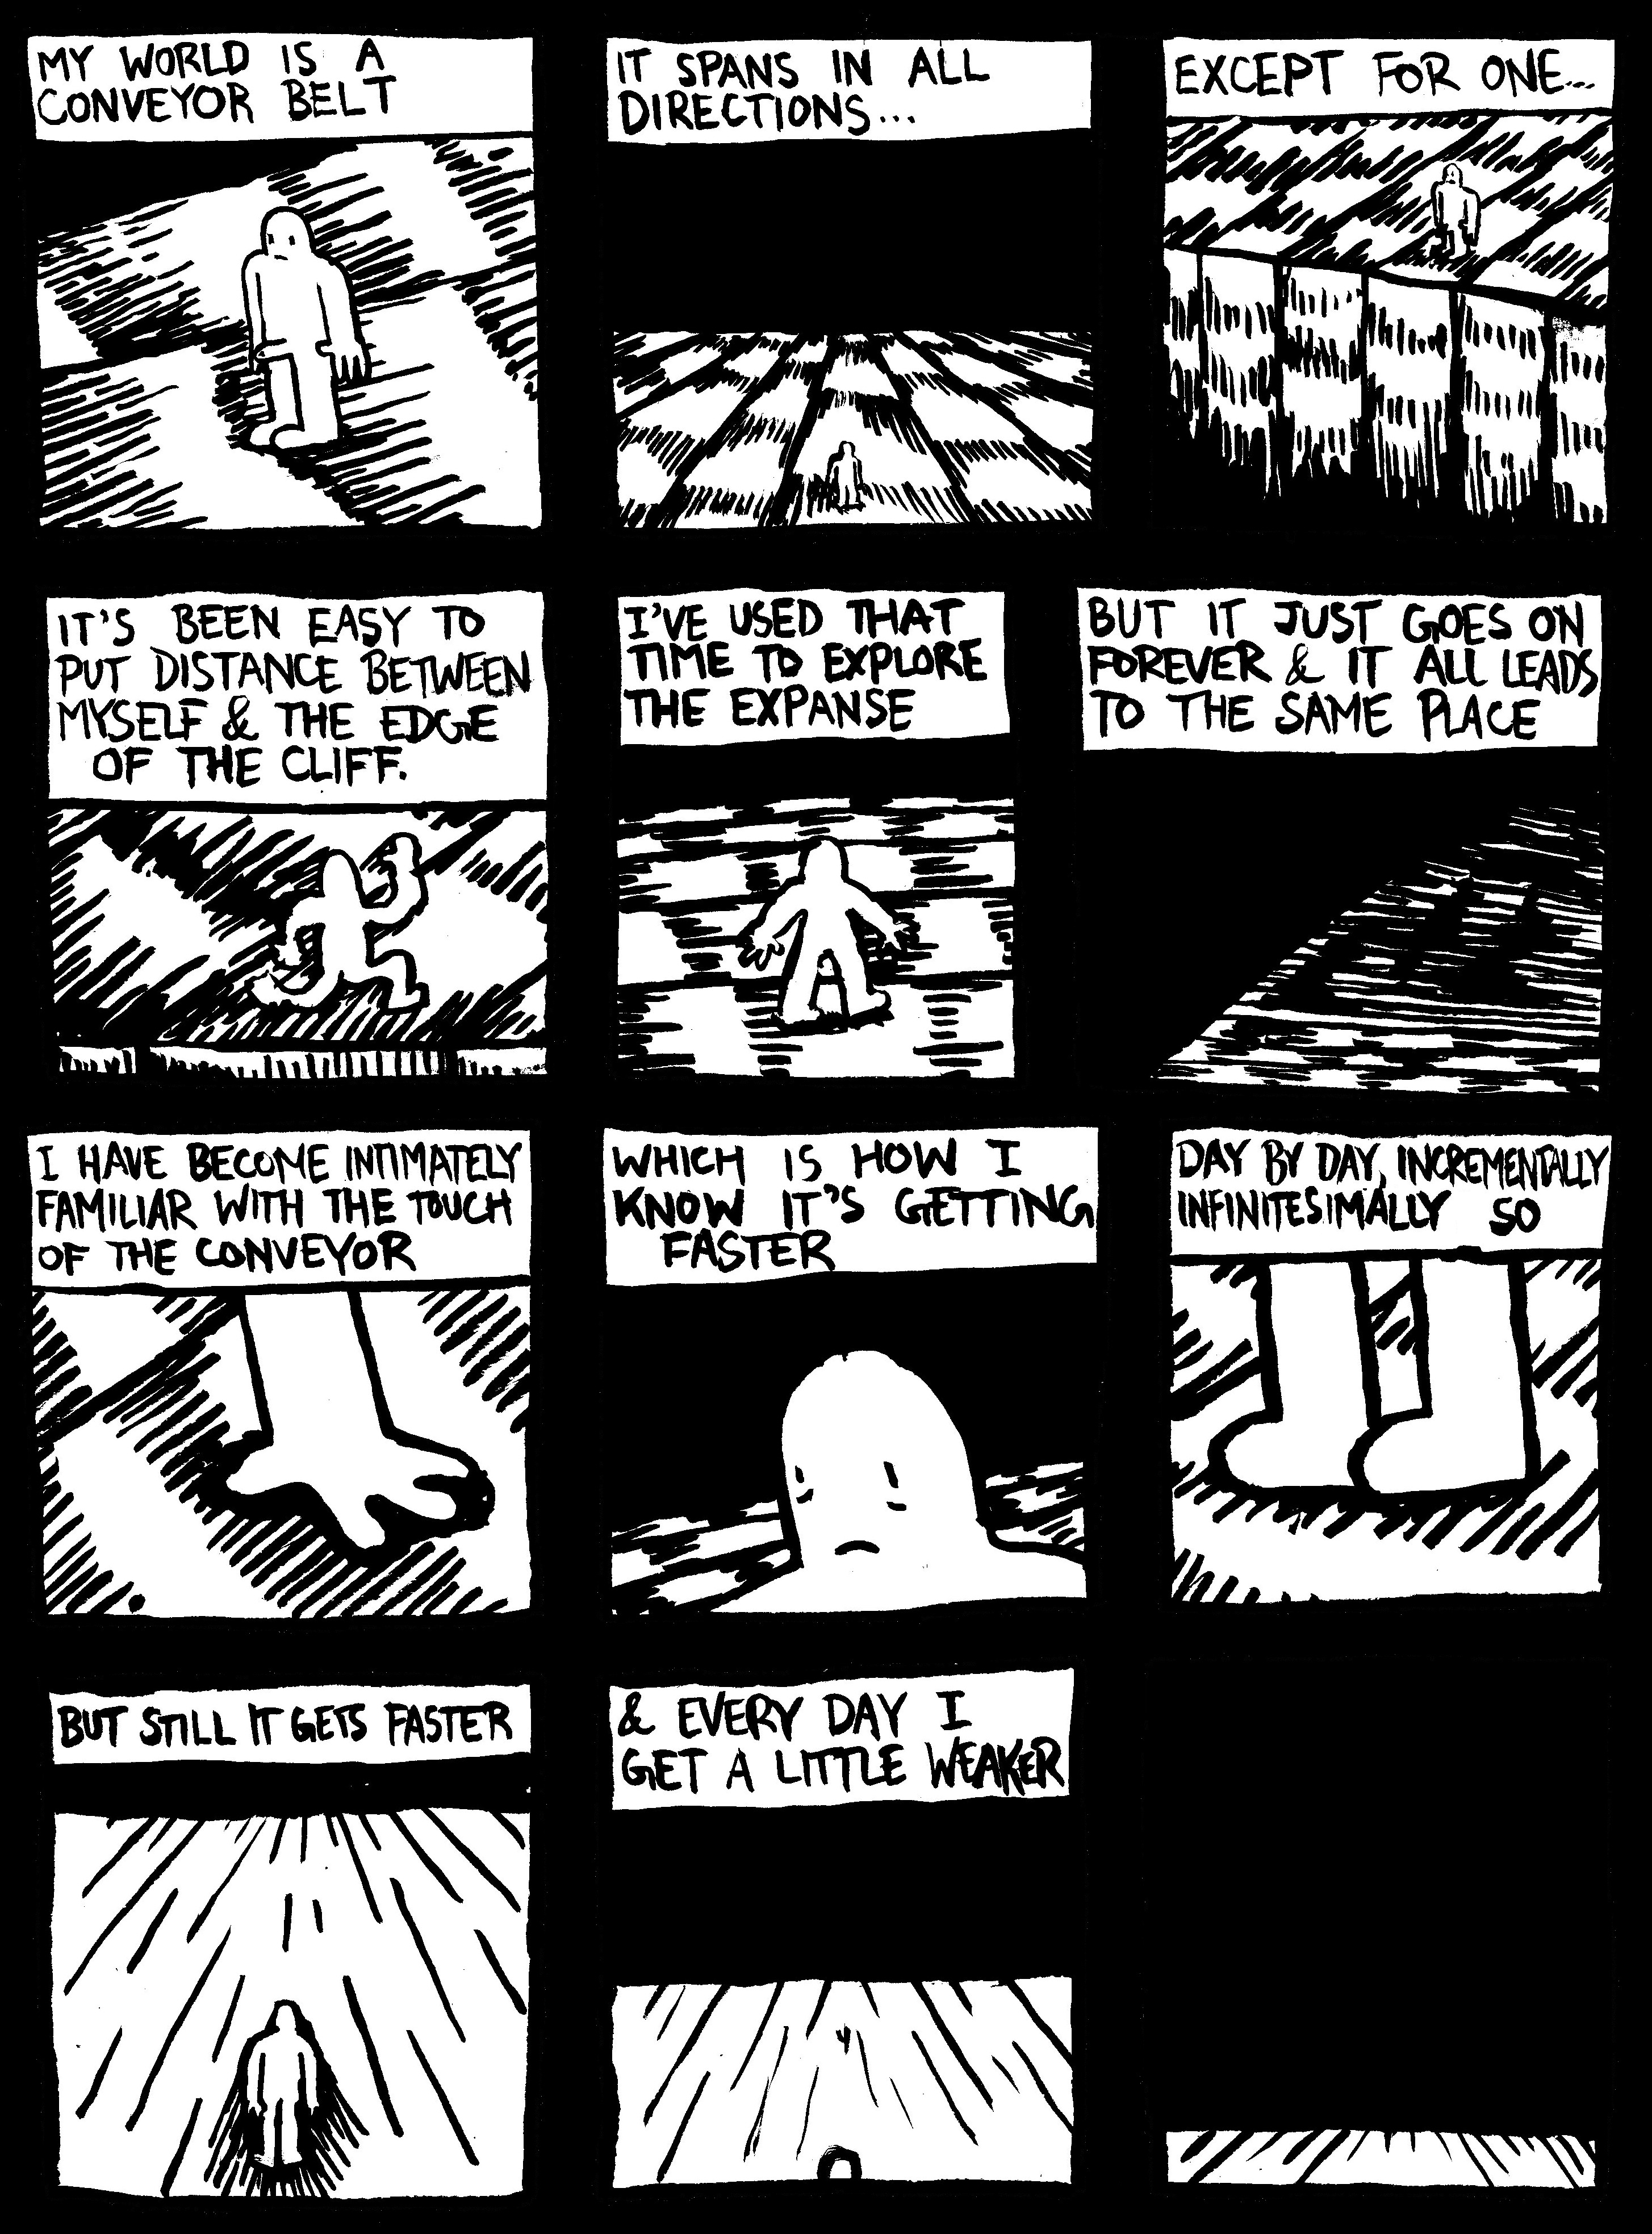 MY WORLD IS A
CONVEYOR BELT
IT SPANS IN ALL
DIRECTIONS...
EXCEPT FOR ONE...
IT'S BEEN EASY TO
PUT DISTANCE BETWEEN
MYSELF & THE EDGE
OF THE CLIFF.
I'VE USED THAT
TIME TO EXPLORE
THE EXPANSE
BUT IT JUST GOES ON
FOREVER & IT ALL LEADS
TO THE SAME PLACE
I HAVE BECOME INTIMATELY
FAMILIAR WITH THE TOUCH
OF THE CONVEYOR
WHICH IS HOW I
KNOW IT'S GETTING
FASTER
DAY BY DAY, INCREMENTALLY
INFINITESIMALLY SO
BUT STILL IT GETS FASTER
& EVERY DAY I
GET A LITTLE WEAKER